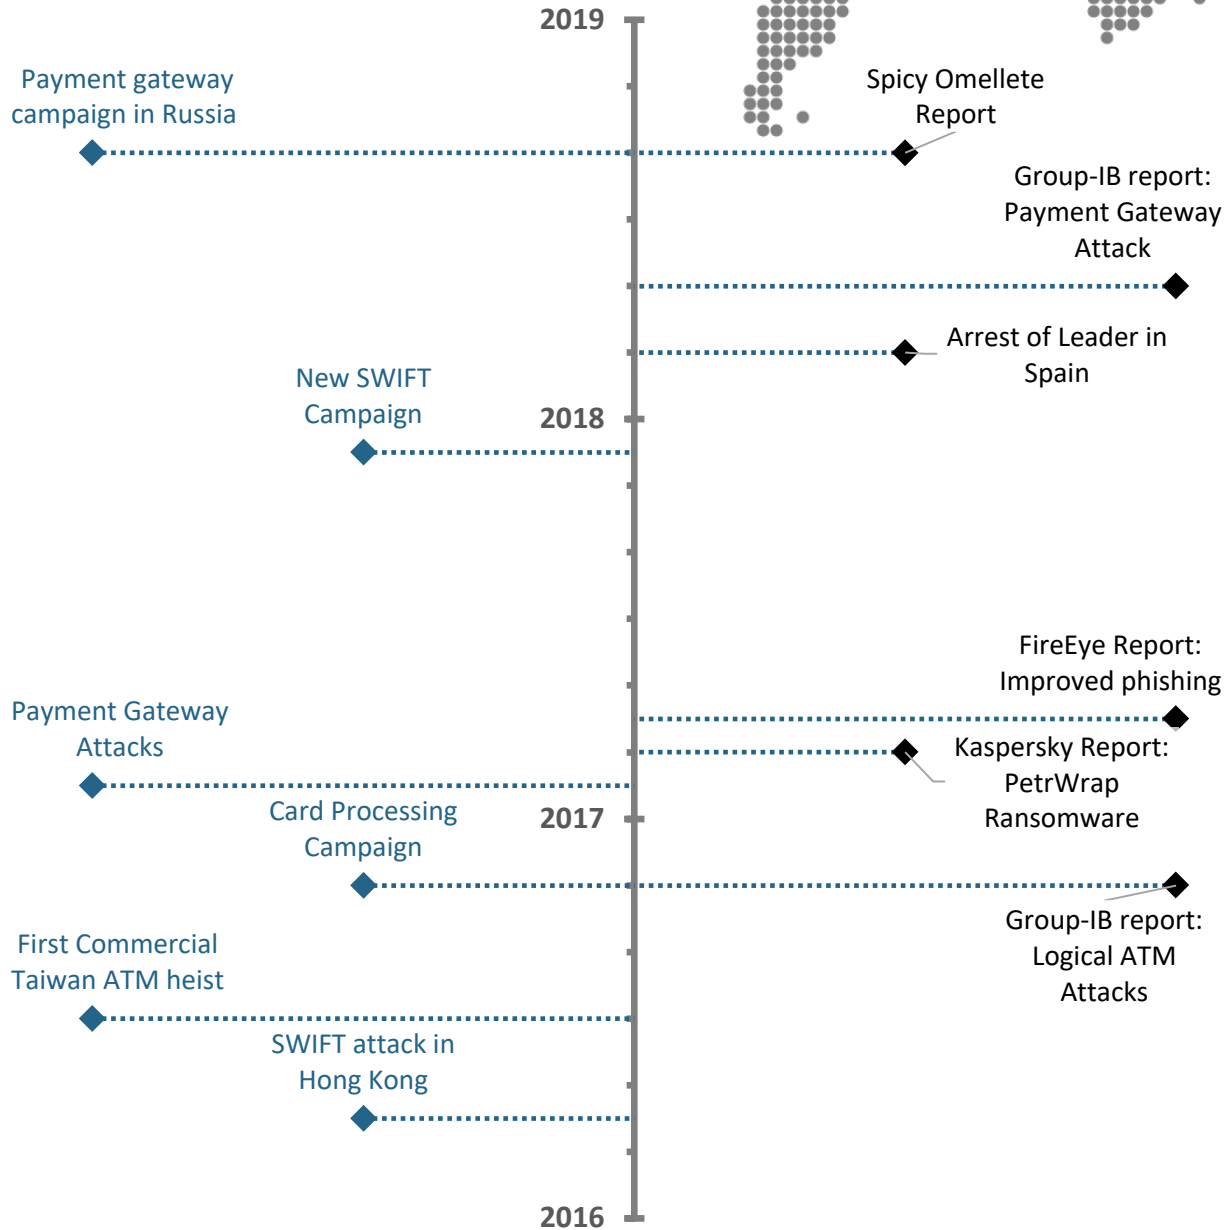 2019
Payment gateway
campaign in Russia
Spicy Omellete
Report
Group-IB report:
Payment Gateway
Attack
Arrest of Leader in
Spain
New SWIFT
Campaign
2018
FireEye Report:
Improved phishing
Payment Gateway
Attacks
Kaspersky Report:
PetrWrap
Ransomware
Card Processing
Campaign
2017
Group-IB report:
Logical ATM
Attacks
First Commercial
Taiwan ATM heist
SWIFT attack in
Hong Kong
2016